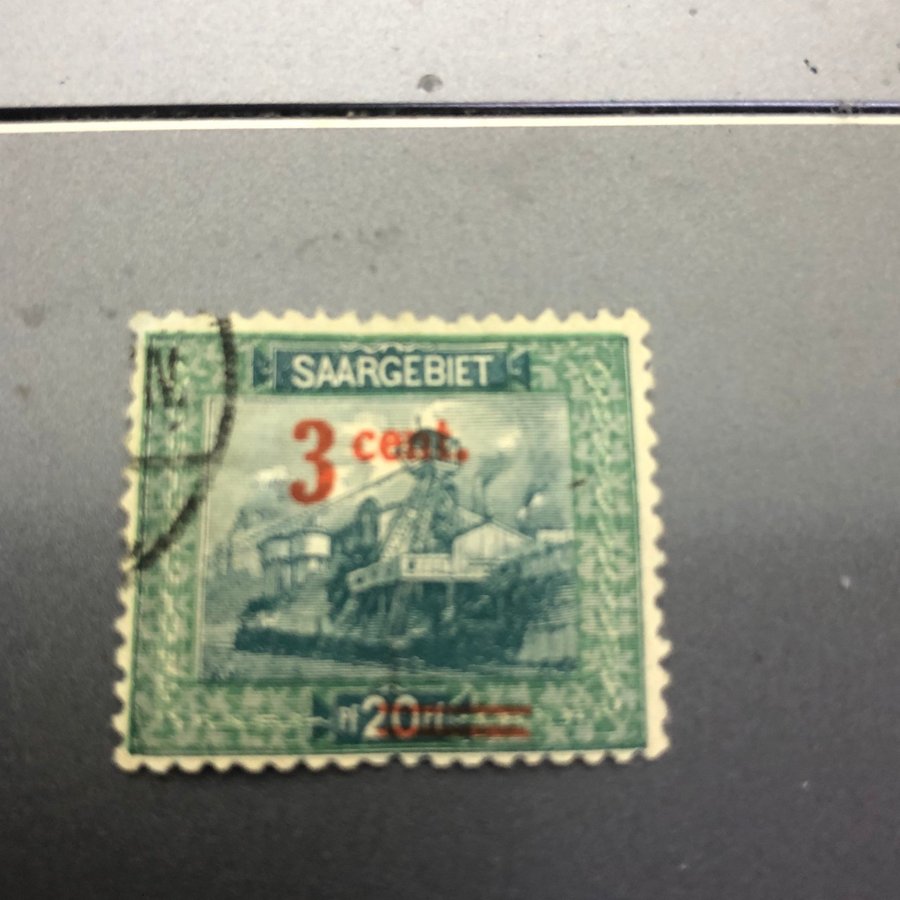 SAARGEBIET
3 cent.
20